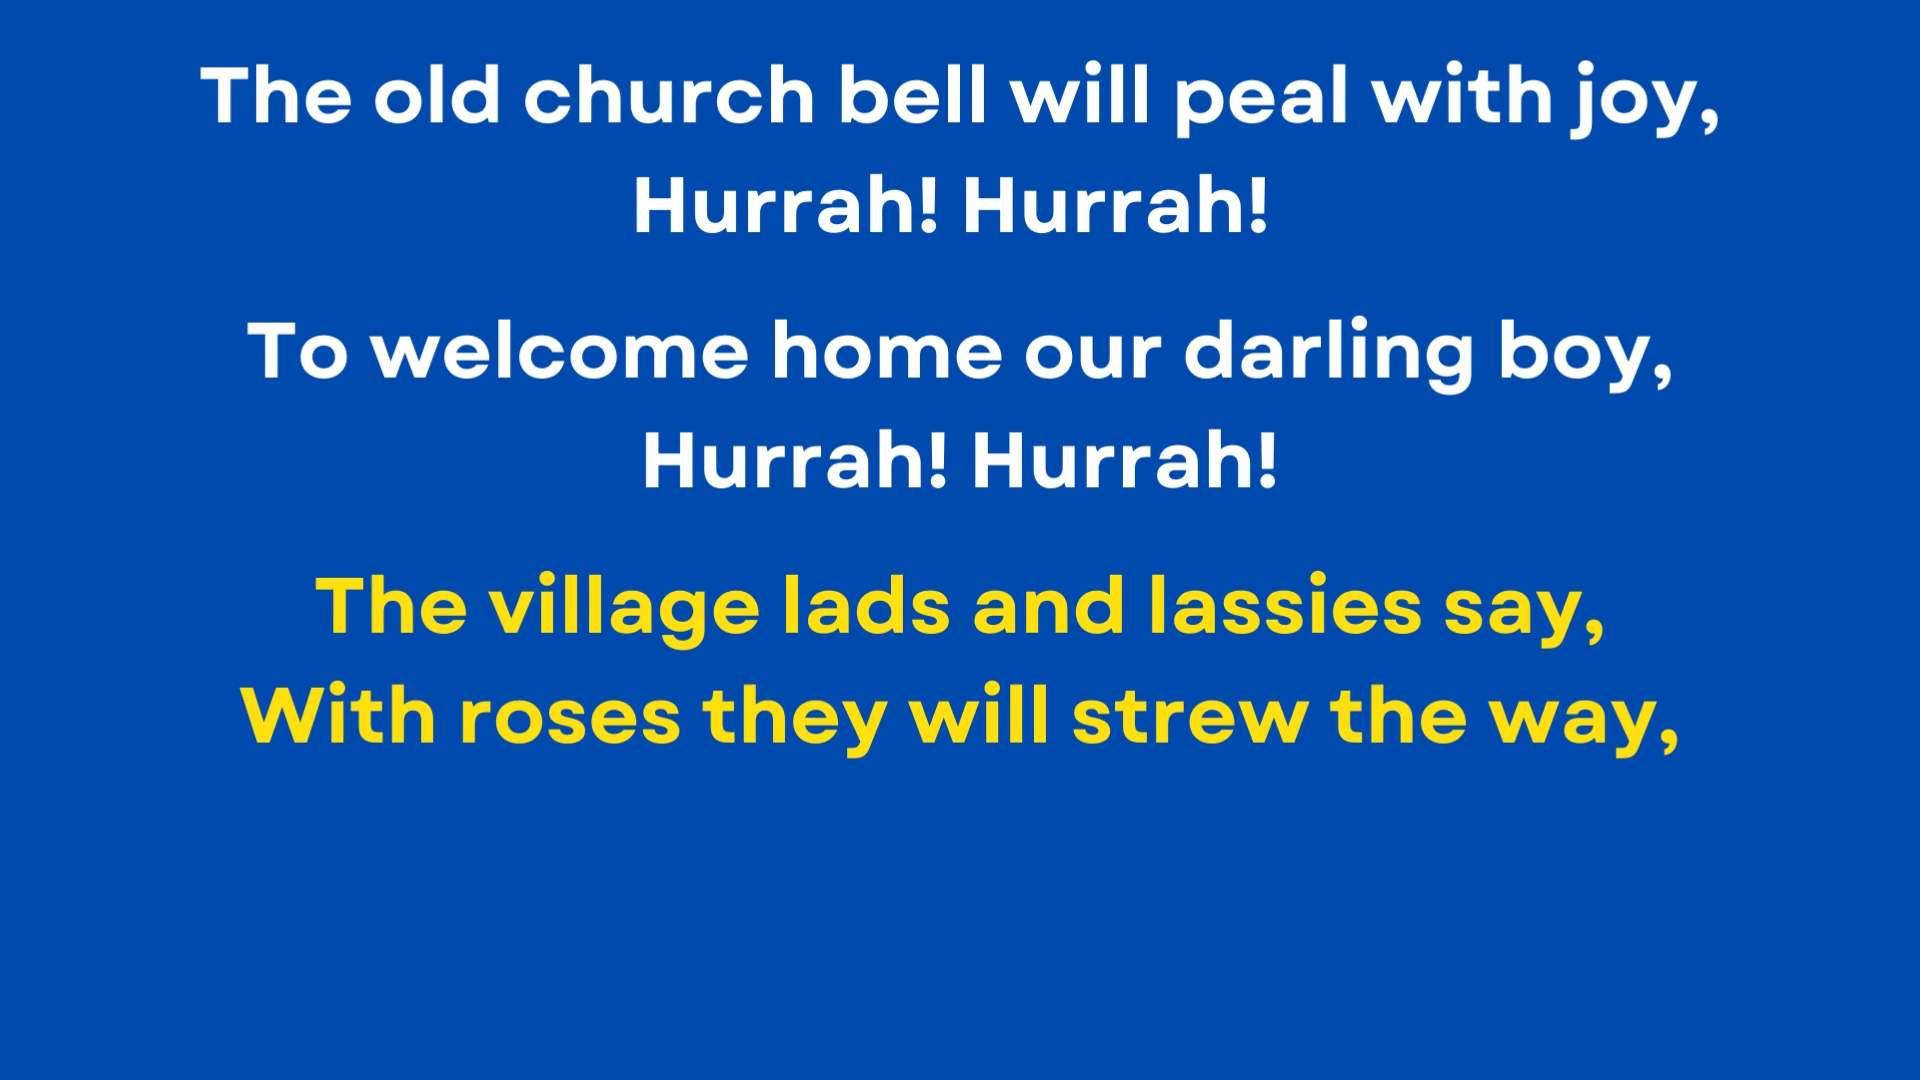 The old church bell will peal with joy,
Hurrah! Hurrah!
To welcome home our darling boy,
Hurrah! Hurrah!
The village lads and lassies say,
With roses they will strew the way,